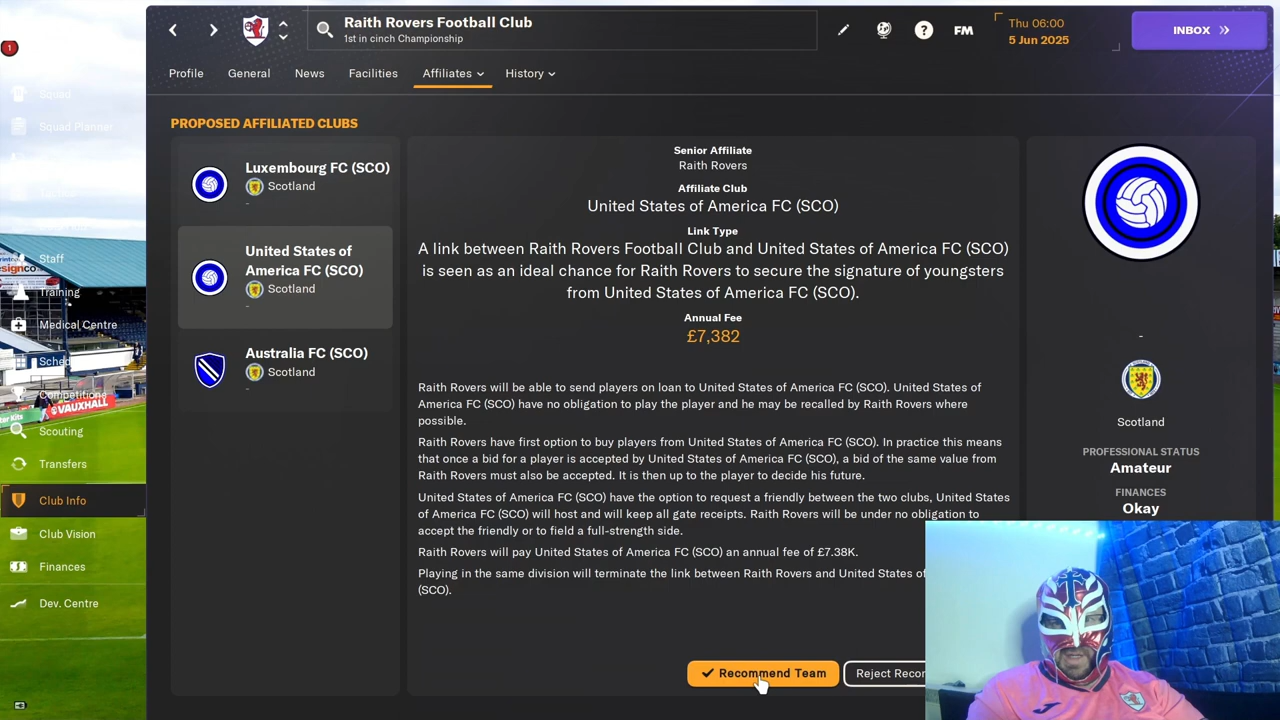 Raith Rovers Football Club
1st in cinch Championship
FM
Thu 06:00
5 Jun 2025
INBOX
1
Profile
General
News
Facilities
Affiliates
History
Squad
Squad Planner
Staff
Training
Medical Centre
Sched
Competitions
Scouting
Transfers
Club Info
Club Vision
Finances
Dev. Centre
VAUXHALL
PROPOSED AFFILIATED CLUBS
Luxembourg FC (SCO)
Scotland
-
United States of
America FC (SCO)
Scotland
-
Australia FC (SCO)
Scotland
-
Senior Affiliate
Raith Rovers
Affiliate Club
United States of America FC (SCO)
Link Type
A link between Raith Rovers Football Club and United States of America FC (SCO)
is seen as an ideal chance for Raith Rovers to secure the signature of youngsters
from United States of America FC (SCO).
Annual Fee
£7,382
Raith Rovers will be able to send players on loan to United States of America FC (SCO). United States of
America FC (SCO) have no obligation to play the player and he may be recalled by Raith Rovers where
possible.
Raith Rovers have first option to buy players from United States of America FC (SCO). In practice this means
that once a bid for a player is accepted by United States of America FC (SCO), a bid of the same value from
Raith Rovers must also be accepted. It is then up to the player to decide his future.
United States of America FC (SCO) have the option to request a friendly between the two clubs, United States
of America FC (SCO) will host and will keep all gate receipts. Raith Rovers will be under no obligation to
accept the friendly or to field a full-strength side.
Raith Rovers will pay United States of America FC (SCO) an annual fee of £7.38K.
Playing in the same division will terminate the link between Raith Rovers and United States of
(SCO).
Recommend Team
Reject Recor
-
Scotland
PROFESSIONAL STATUS
Amateur
FINANCES
Okay